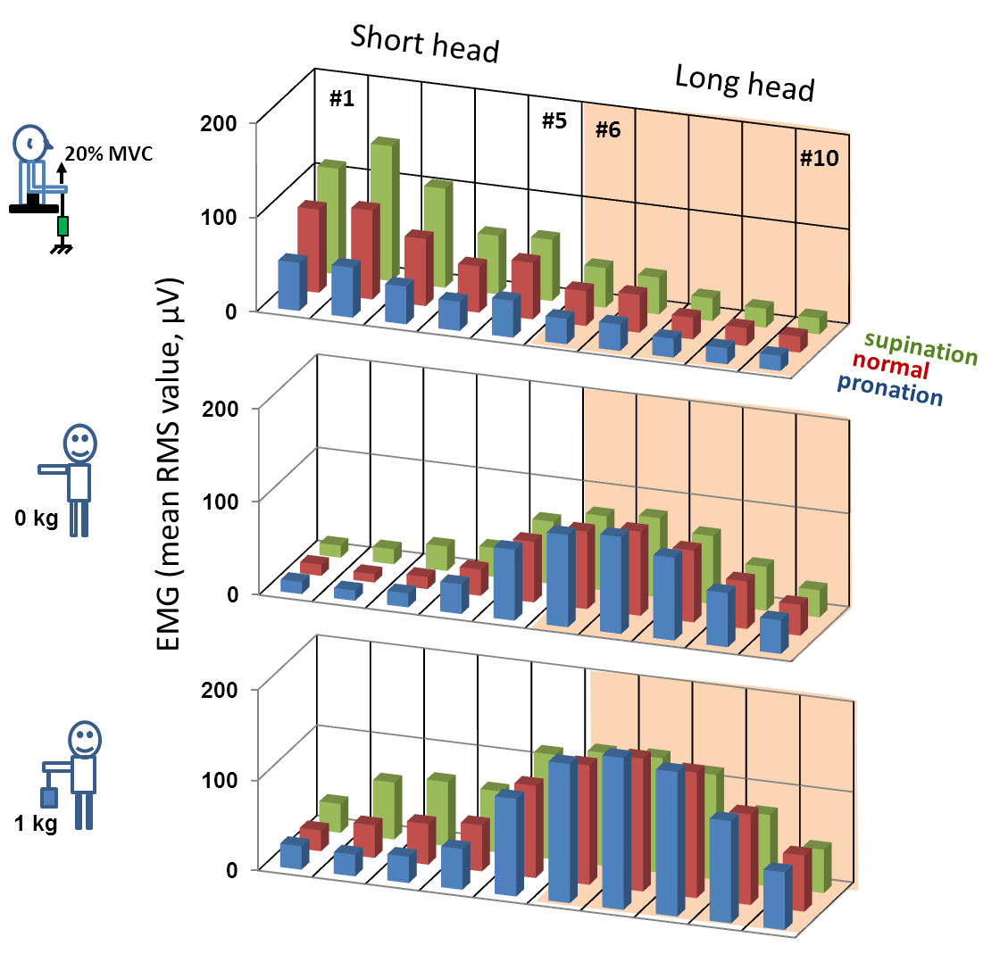 Short head
Long head
#1
#5
#6
#10
20% MVC
200
100
0
supination
normal
pronation
EMG (mean RMS value, µV)
200
100
0
0 kg
200
100
0
1 kg